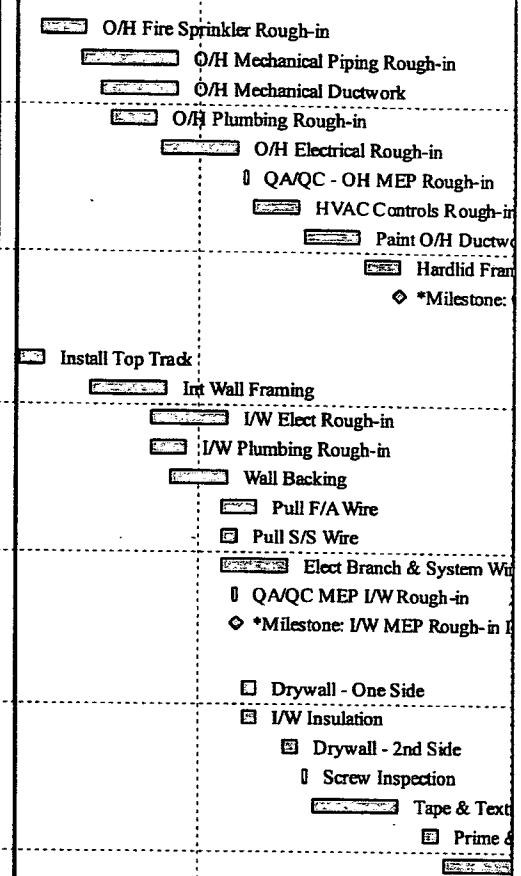 O/H Fire Sprinkler Rough-in
O/H Mechanical Piping Rough-in
O/H Mechanical Ductwork
O/H Plumbing Rough-in
O/H Electrical Rough-in
QA/QC - OH MEP Rough-in
HVAC Controls Rough-in
Paint O/H Ductwo
Hardlid Fran
*Milestone:
Install Top Track
Int Wall Framing
I/W Elect Rough-in
I/W Plumbing Rough-in
Wall Backing
Pull F/A Wire
Pull S/S Wire
Elect Branch & System Wi
QA/QC MEP I/W Rough-in
*Milestone: I/W MEP Rough-in I
Drywall - One Side
I/W Insulation
Drywall - 2nd Side
Screw Inspection
Tape & Text
Prime &